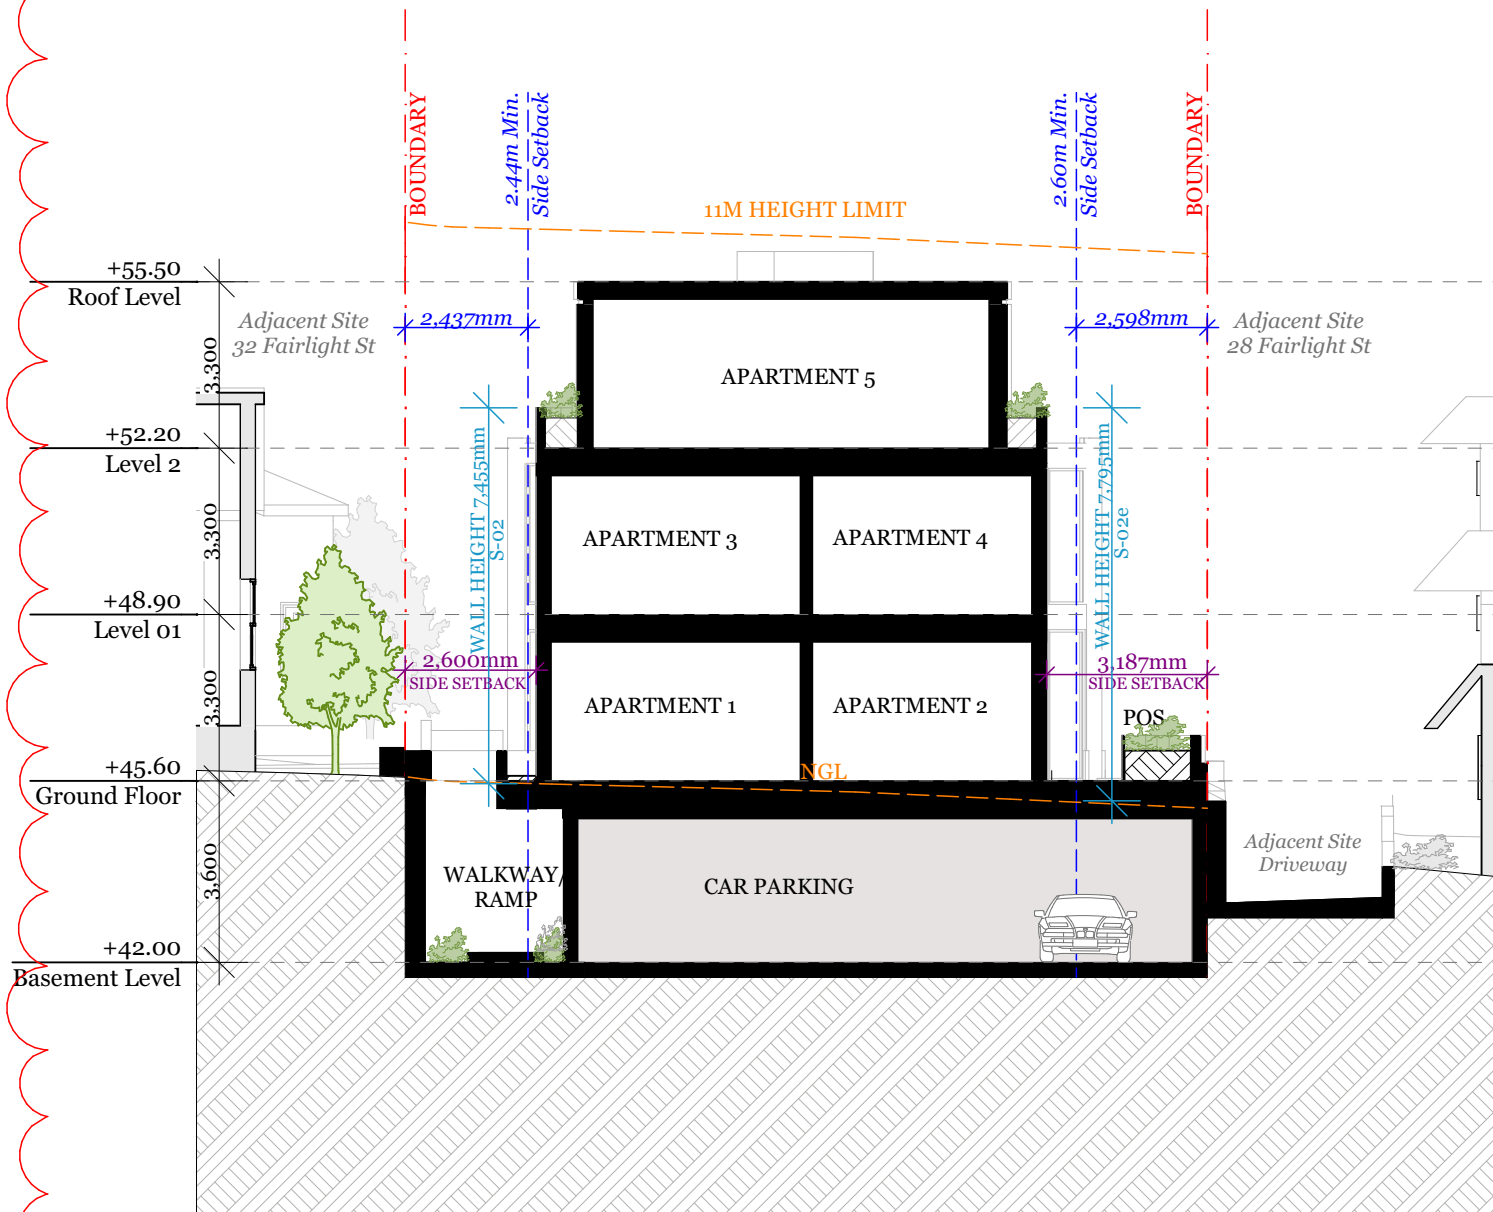 BOUNDARY
2.44m Min.
Side Setback
2.60m Min.
Side Setback
BOUNDARY
11M HEIGHT LIMIT
+55.50
Roof Level
Adjacent Site
32 Fairlight St
2,437mm
2,598mm
Adjacent Site
28 Fairlight St
3,300
APARTMENT 5
+52.20
Level 2
WALL HEIGHT 7,455mm
S-02
WALL HEIGHT 7,795mm
S-02e
3,300
APARTMENT 3
APARTMENT 4
+48.90
Level 01
2,600mm
SIDE SETBACK
3,187mm
SIDE SETBACK
3,300
APARTMENT 1
APARTMENT 2
POS
+45.60
Ground Floor
NGL
3,600
WALKWAY/
RAMP
CAR PARKING
Adjacent Site
Driveway
+42.00
Basement Level